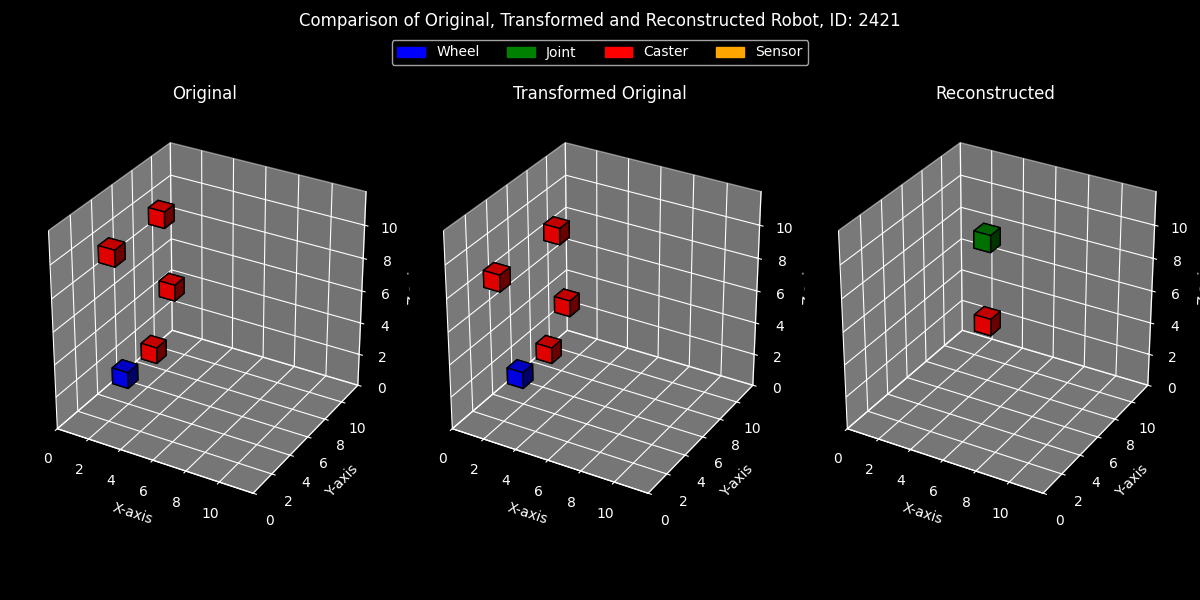 Comparison of Original, Transformed and Reconstructed Robot, ID: 2421
Wheel Joint Caster Sensor
Original Transformed Original Reconstructed
10 10 10
8 8 8
6 6 6
4 4 4
2 2 2
0 0 0
10 10 10
8 8 8
6 6 6
4 4 4
2 2 2
0 0 0
0 2 4 6 8 10 0 2 4 6 8 10 0 2 4 6 8 10
X-axis Y-axis X-axis Y-axis X-axis Y-axis